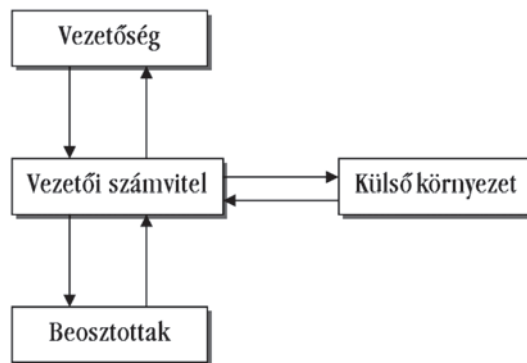 Vezetőség
Vezetői számvitel
Külső környezet
Beosztottak